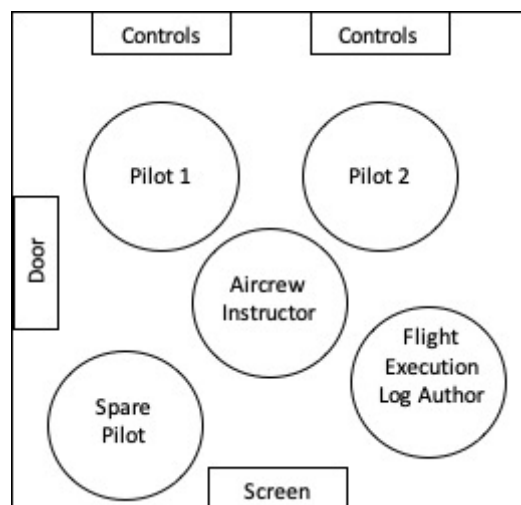 Controls
Controls
Pilot 1
Pilot 2
Door
Aircrew
Instructor
Flight
Execution
Log Author
Spare
Pilot
Screen